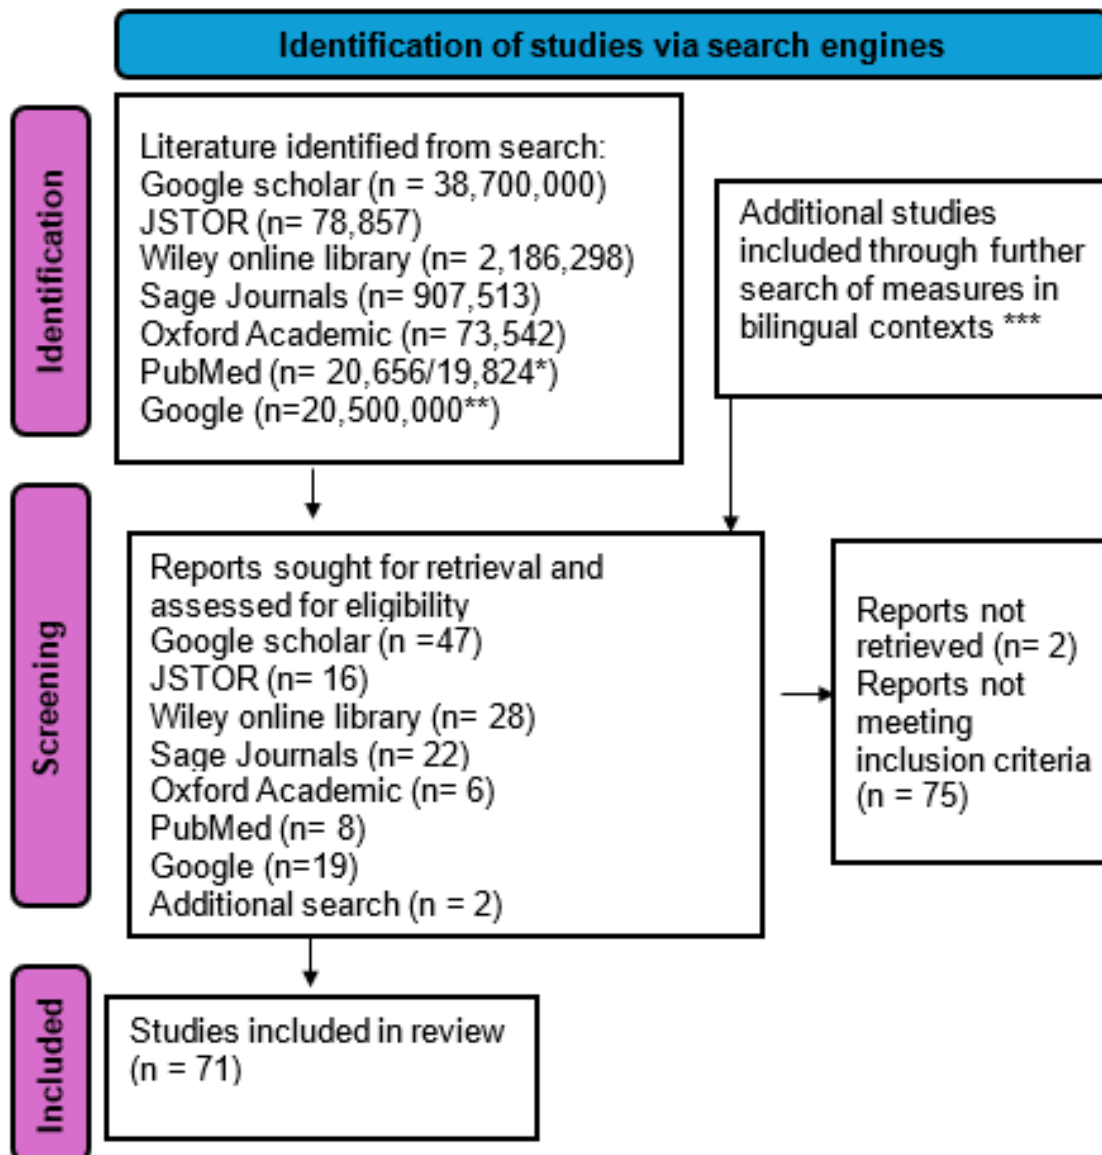 Identification of studies via search engines
Identification
Literature identified from search:
Google scholar (n = 38,700,000)
JSTOR (n= 78,857)
Wiley online library (n= 2,186,298)
Sage Journals (n= 907,513)
Oxford Academic (n= 73,542)
PubMed (n= 20,656/19,824*)
Google (n=20,500,000**)
Additional studies
included through further
search of measures in
bilingual contexts ***
Screening
Reports sought for retrieval and
assessed for eligibility
Google scholar (n =47)
JSTOR (n= 16)
Wiley online library (n= 28)
Sage Journals (n= 22)
Oxford Academic (n= 6)
PubMed (n= 8)
Google (n=19)
Additional search (n = 2)
Reports not
retrieved (n= 2)
Reports not
meeting
inclusion criteria
(n = 75)
Included
Studies included in review
(n = 71)